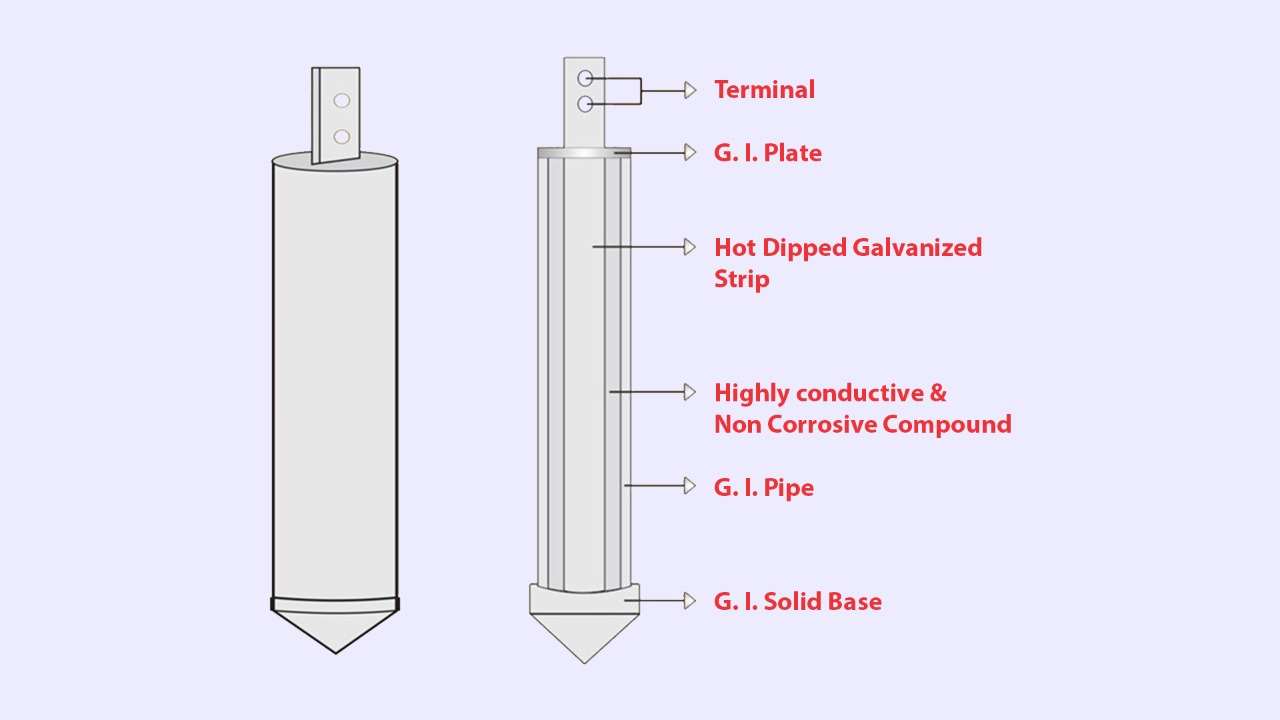 Terminal
G. I. Plate
Hot Dipped Galvanized
Strip
Highly conductive &
Non Corrosive Compound
G. I. Pipe
G. I. Solid Base